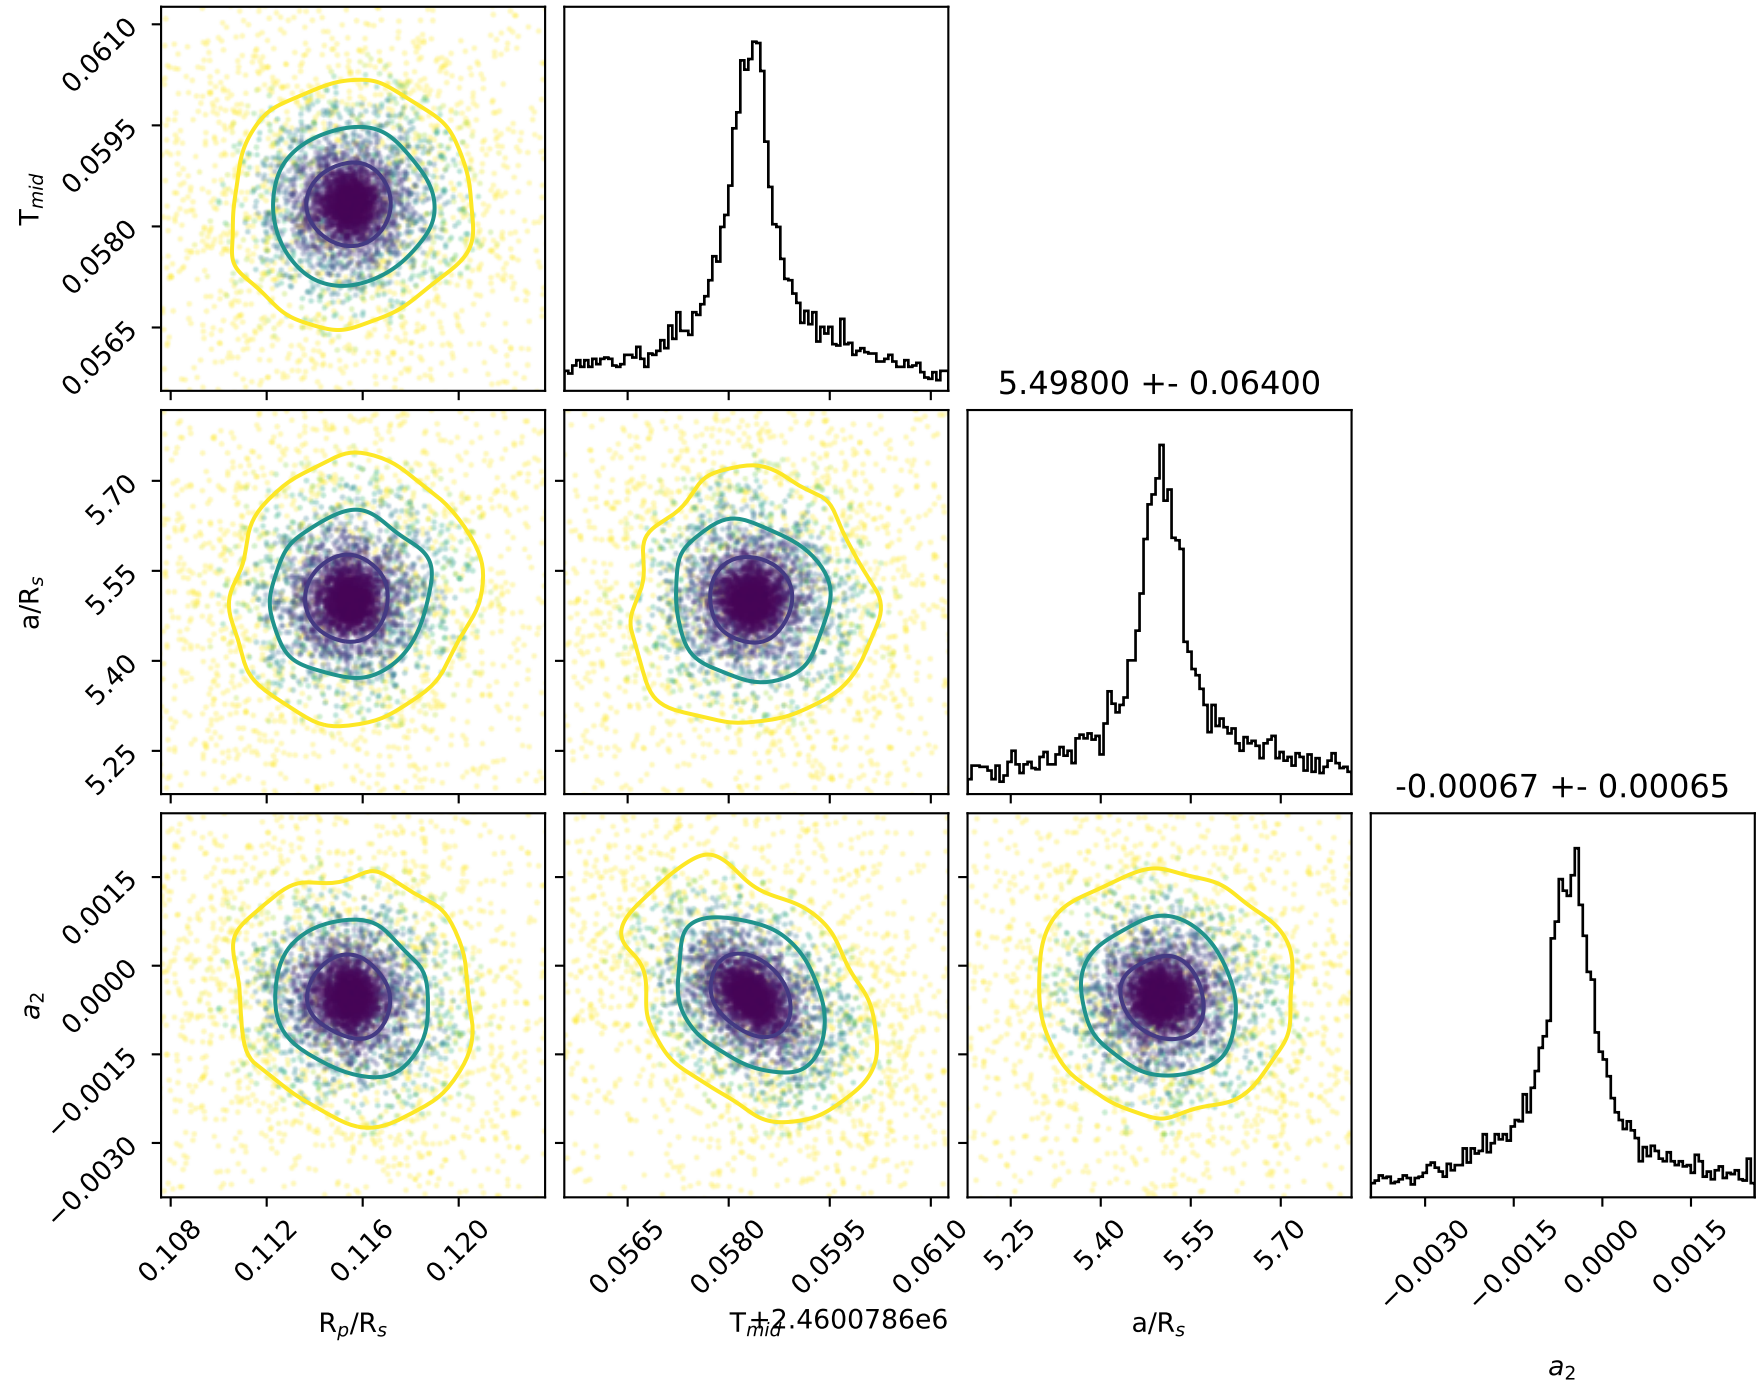 0.0610
0.0595
0.0580
0.0565
T_mid
5.49800 +- 0.06400
5.70
5.55
5.40
5.25
a/R_s
-0.00067 +- 0.00065
0.0015
0.0000
−0.0015
−0.0030
a_2
0.108 0.112 0.116 0.120
0.0565 0.0580 0.0595 0.0610
5.25 5.40 5.55 5.70
−0.0030 −0.0015 0.0000 0.0015
R_p/R_s
T_mid
+2.4600786e6
a/R_s
a_2